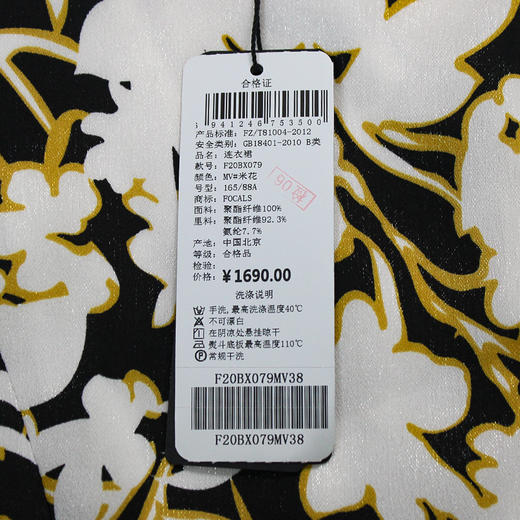 合格证
941246753500
产品标准: FZ/T81004-2012
安全类别: GB18401-2010 B类
品名: 连衣裙
款号: F20BX079
颜色: MV#米花
号型: 165/88A
商标: FOCALS
面料: 聚酯纤维100%
里料: 聚酯纤维92.3%
氨纶7.7%
产地: 中国北京
等级: 合格品
检验:
价格: ¥1690.00
洗涤说明
手洗,最高洗涤温度40℃
不可漂白
在阴凉处悬挂晾干
熨斗底板最高温度110℃
常规干洗
F20BX079MV38
F20BX079MV38